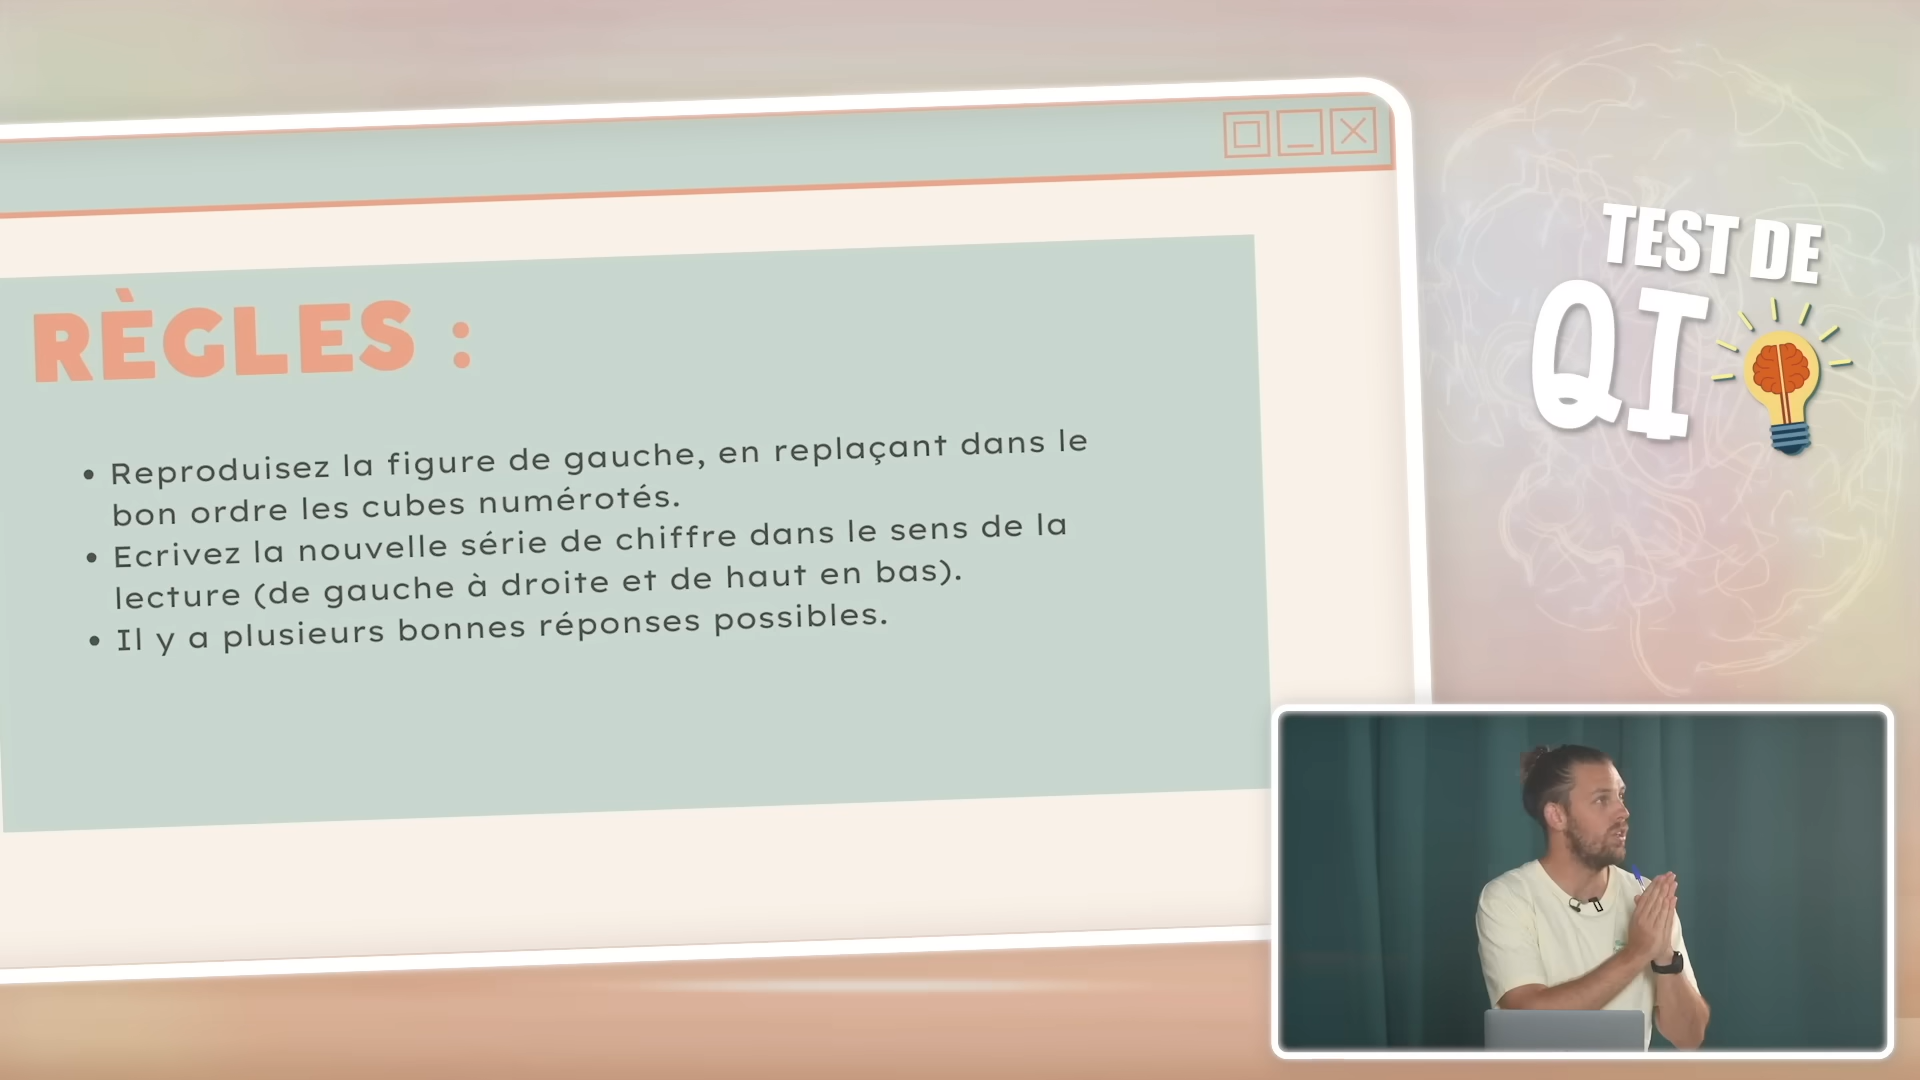 RÈGLES :
• Reproduisez la figure de gauche, en replaçant dans le
bon ordre les cubes numérotés.
• Ecrivez la nouvelle série de chiffre dans le sens de la
lecture (de gauche à droite et de haut en bas).
• Il y a plusieurs bonnes réponses possibles.
TEST DE
QI